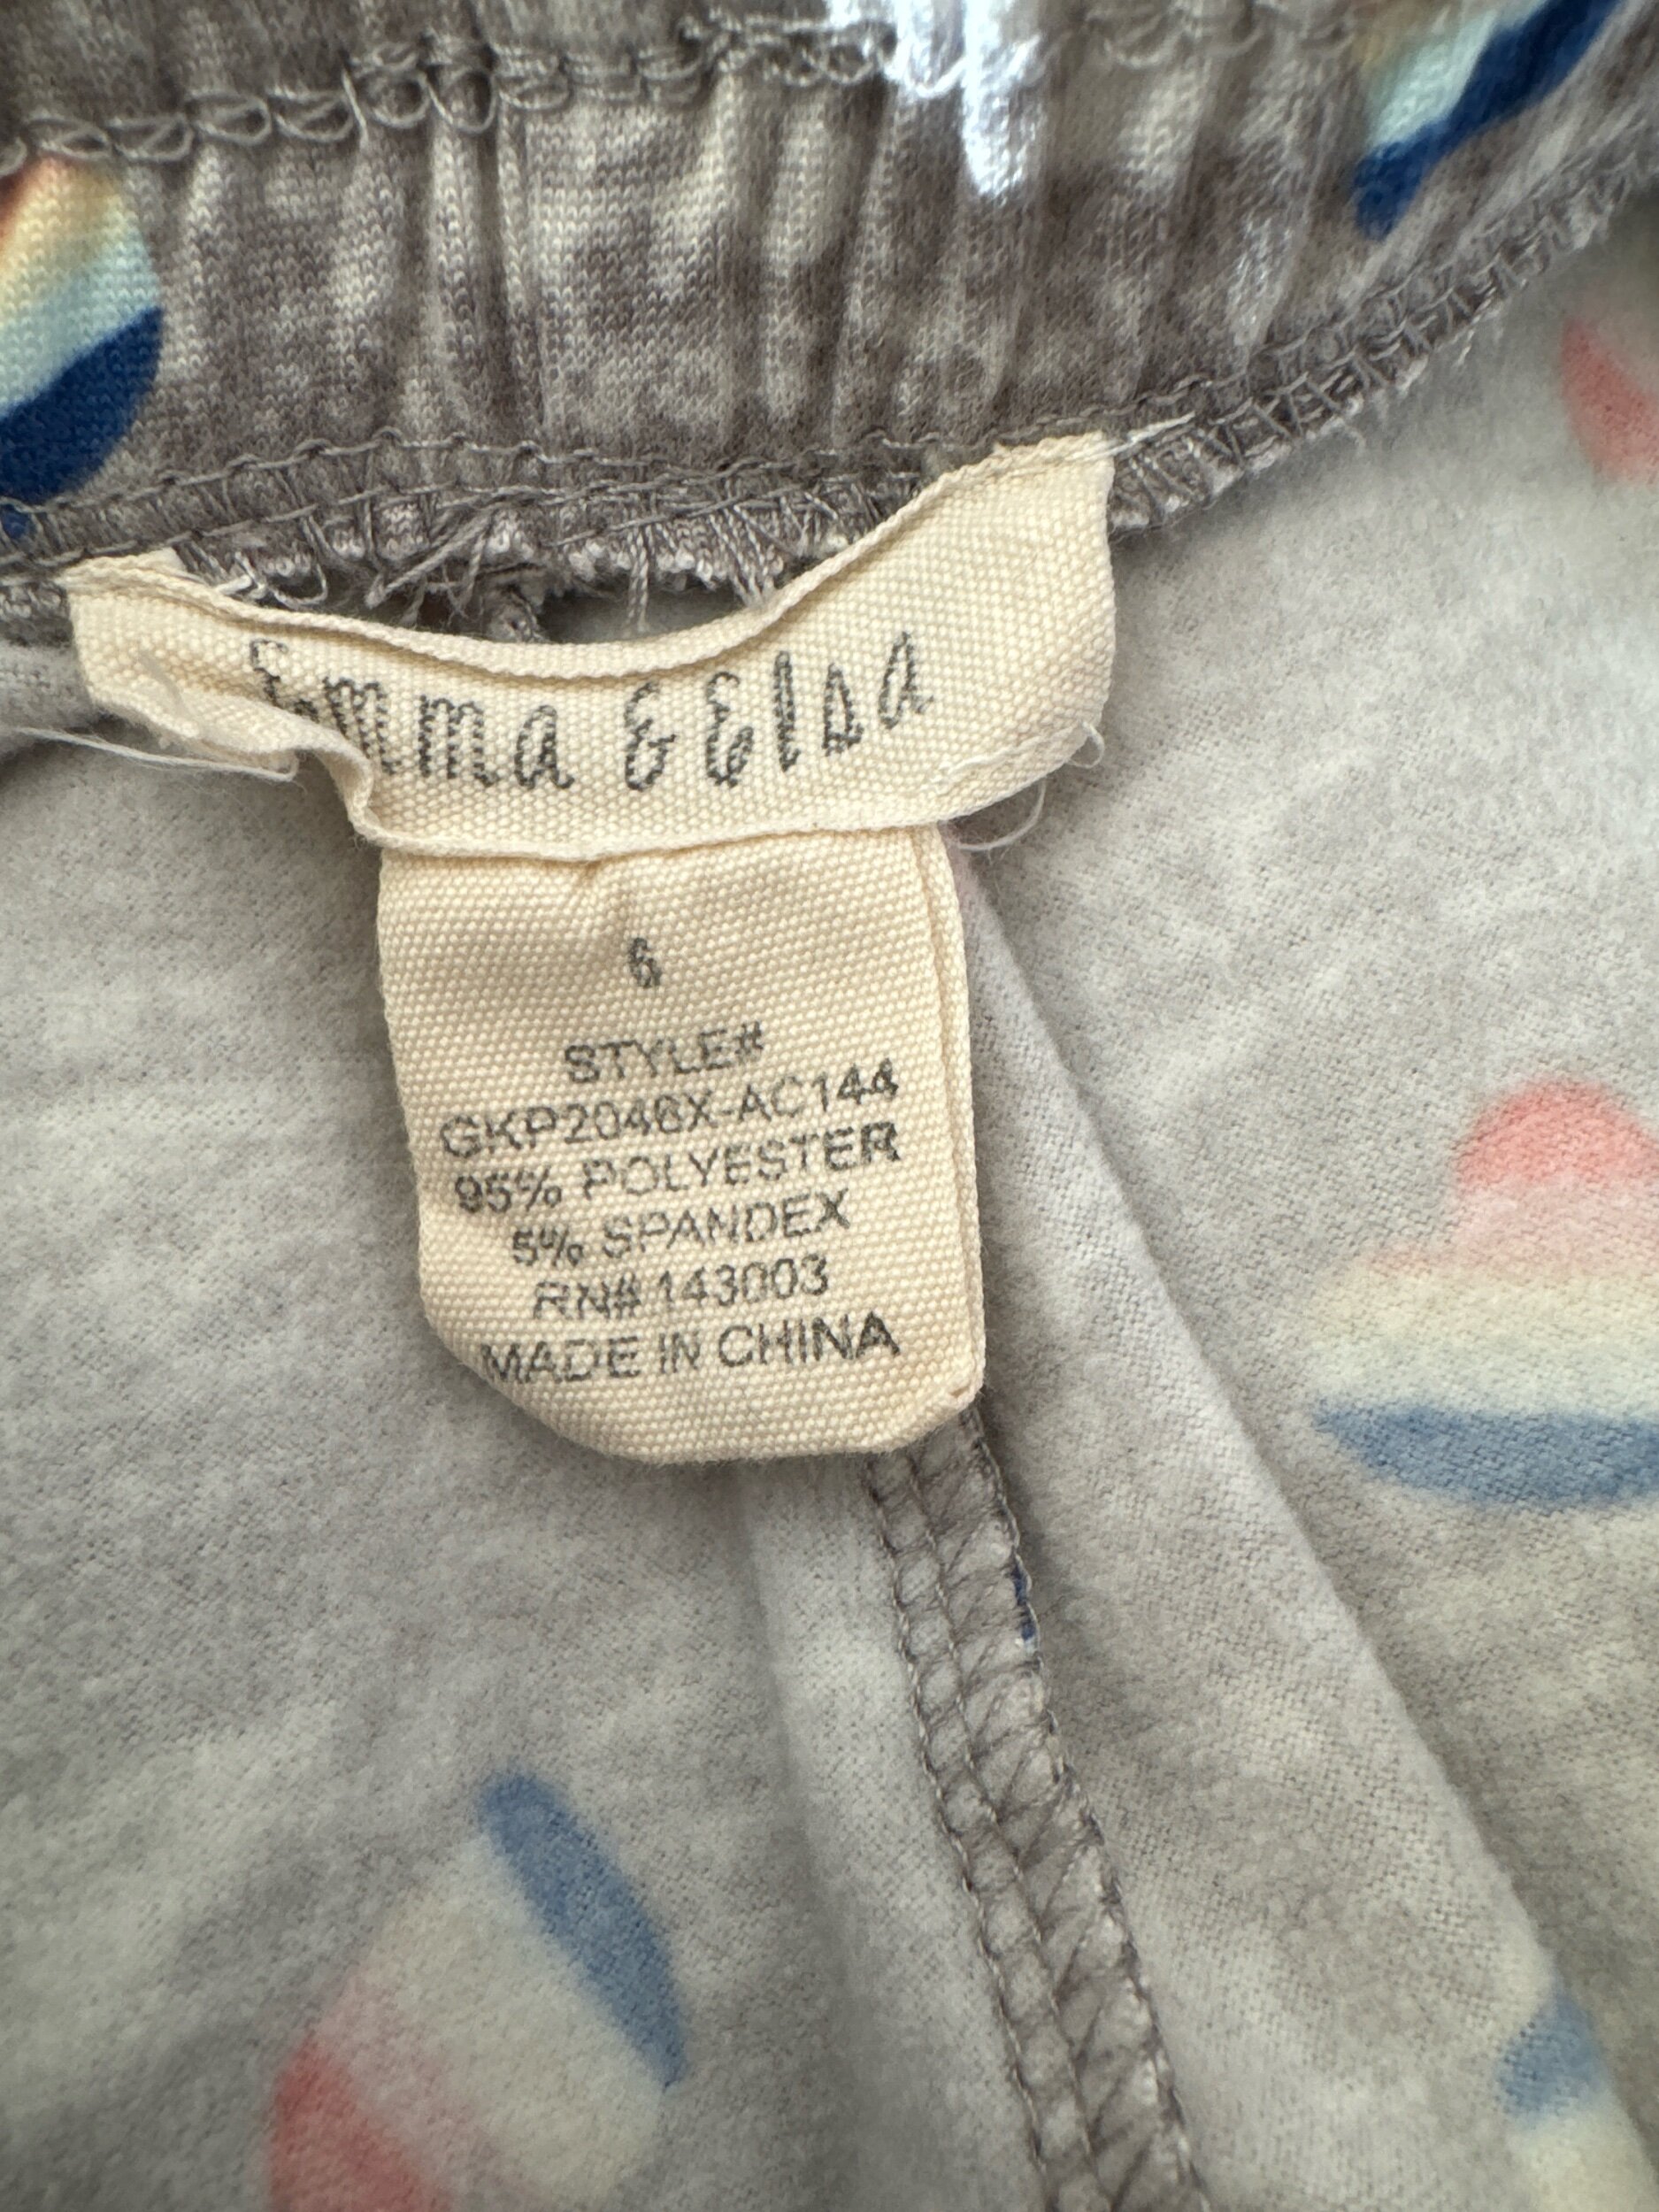 Emma & Elsa
6
STYLE#
GKP2046X-AC144
95% POLYESTER
5% SPANDEX
RN# 143003
MADE IN CHINA